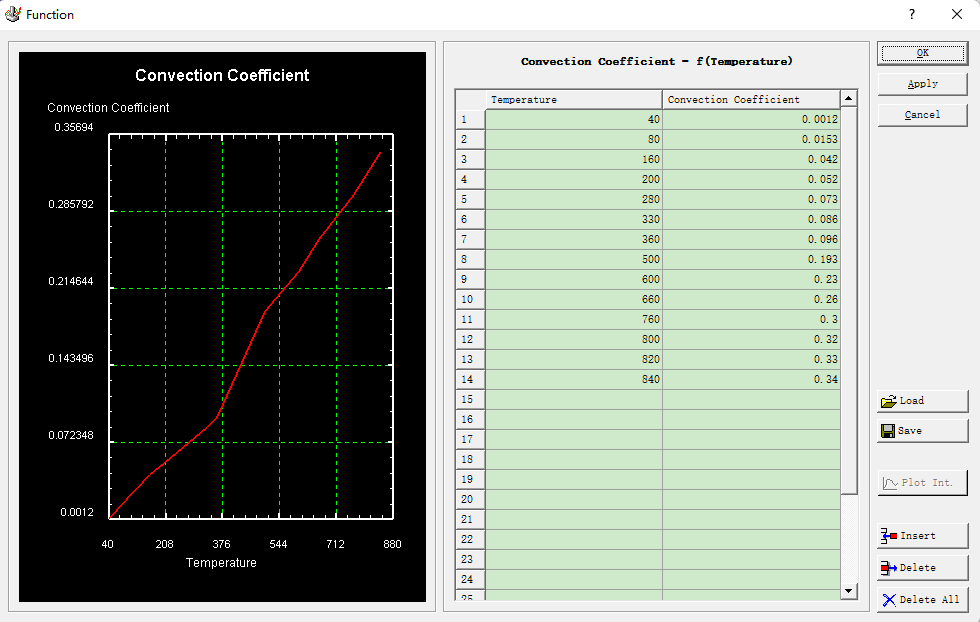 Function
?
Convection Coefficient
Convection Coefficient
0.35694
0.285792
0.214644
0.143496
0.072348
0.0012
40 208 376 544 712 880
Temperature
Convection Coefficient - f(Temperature)
Temperature Convection Coefficient
1 40 0.0012
2 80 0.0153
3 160 0.042
4 200 0.052
5 280 0.073
6 330 0.086
7 360 0.096
8 500 0.193
9 600 0.23
10 660 0.26
11 760 0.3
12 800 0.32
13 820 0.33
14 840 0.34
15
16
17
18
19
20
21
22
23
24
25
OK
Apply
Cancel
Load
Save
Plot Int.
Insert
Delete
Delete All